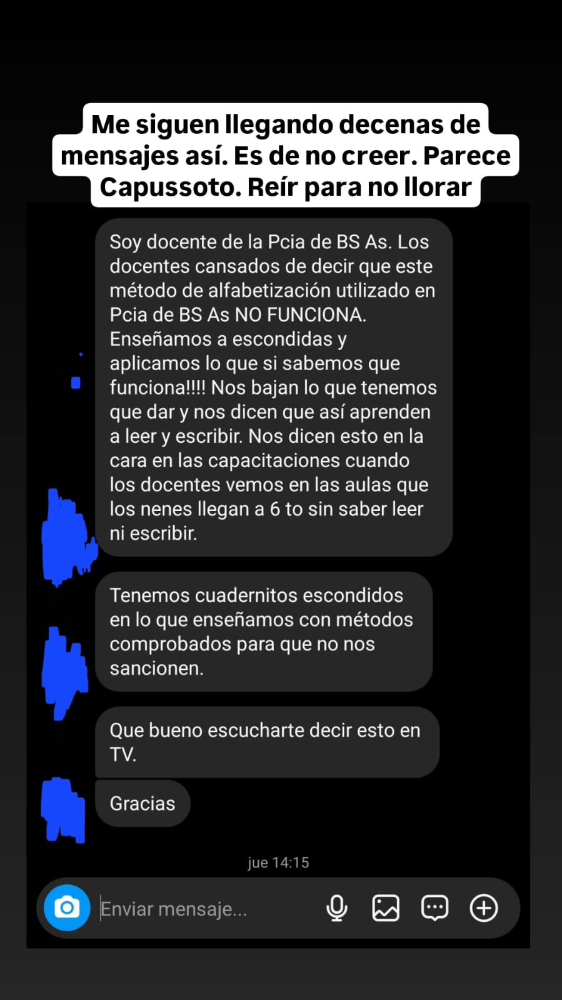 Me siguen llegando decenas de
mensajes así. Es de no creer. Parece
Capussoto. Reír para no llorar
Soy docente de la Pcia de BS As. Los
docentes cansados de decir que este
método de alfabetización utilizado en
Pcia de BS As NO FUNCIONA.
Enseñamos a escondidas y
aplicamos lo que si sabemos que
funciona!!!! Nos bajan lo que tenemos
que dar y nos dicen que así aprenden
a leer y escribir. Nos dicen esto en la
cara en las capacitaciones cuando
los docentes vemos en las aulas que
los nenes llegan a 6 to sin saber leer
ni escribir.
Tenemos cuadernitos escondidos
en lo que enseñamos con métodos
comprobados para que no nos
sancionen.
Que bueno escucharte decir esto en
TV.
Gracias
jue 14:15
Enviar mensaje...